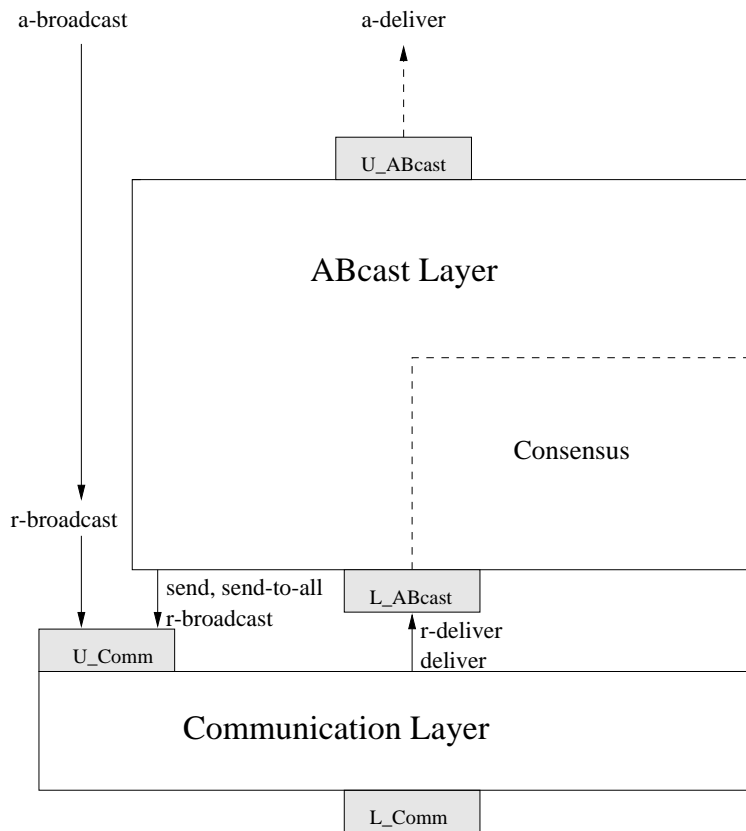 a-broadcast
a-deliver
U_ABcast
ABcast Layer
Consensus
r-broadcast
send, send-to-all
r-broadcast
L_ABcast
r-deliver
deliver
U_Comm
Communication Layer
L_Comm